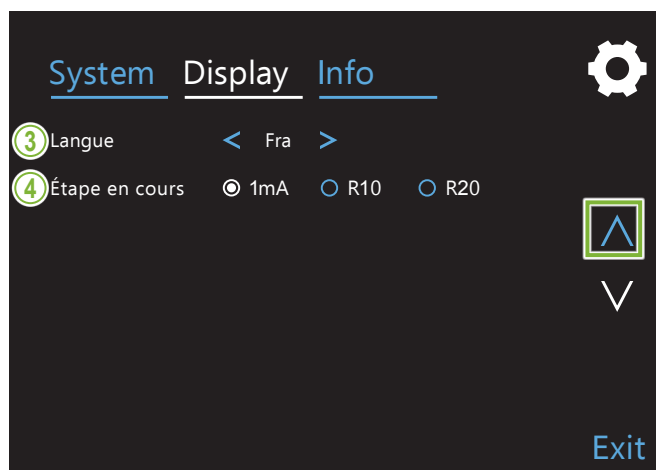 System Display Info
3 Langue < Fra >
4 Étape en cours 1mA R10 R20
Exit